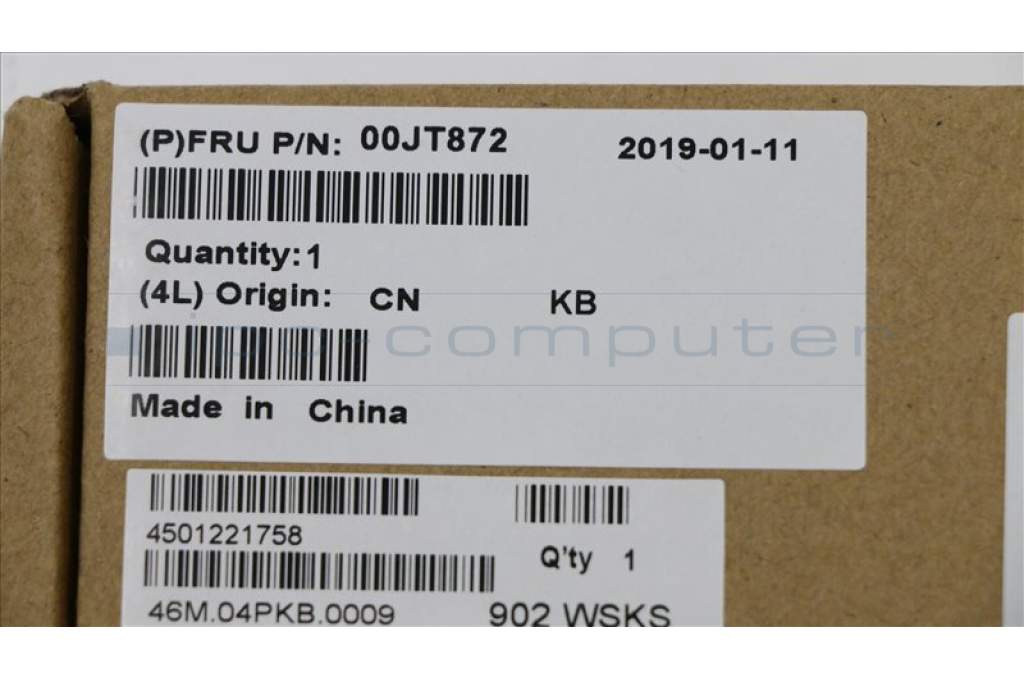 (P)FRU P/N: 00JT872 2019-01-11
Quantity:1
(4L) Origin: CN KB
ipc-computer
Made in China
4501221758
Q'ty 1
46M.04PKB.0009 902 WSKS